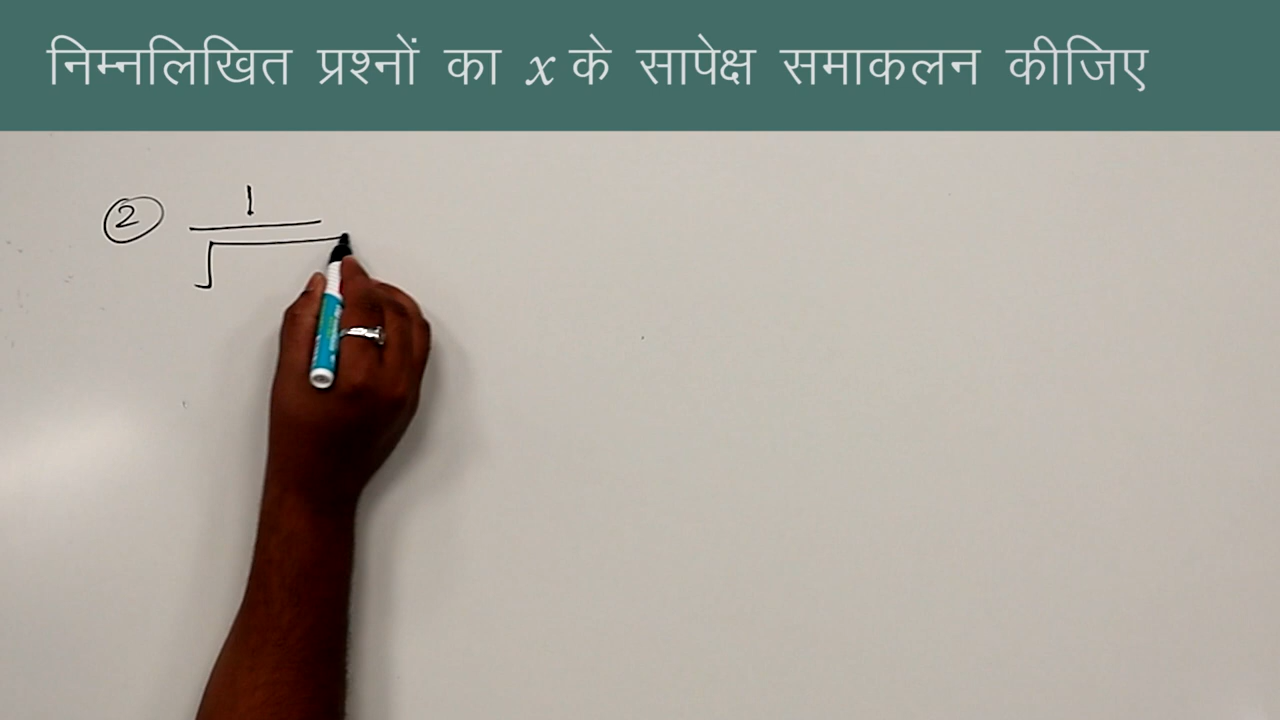 निम्नलिखित प्रश्नों का x के सापेक्ष समाकलन कीजिए
② 1
√